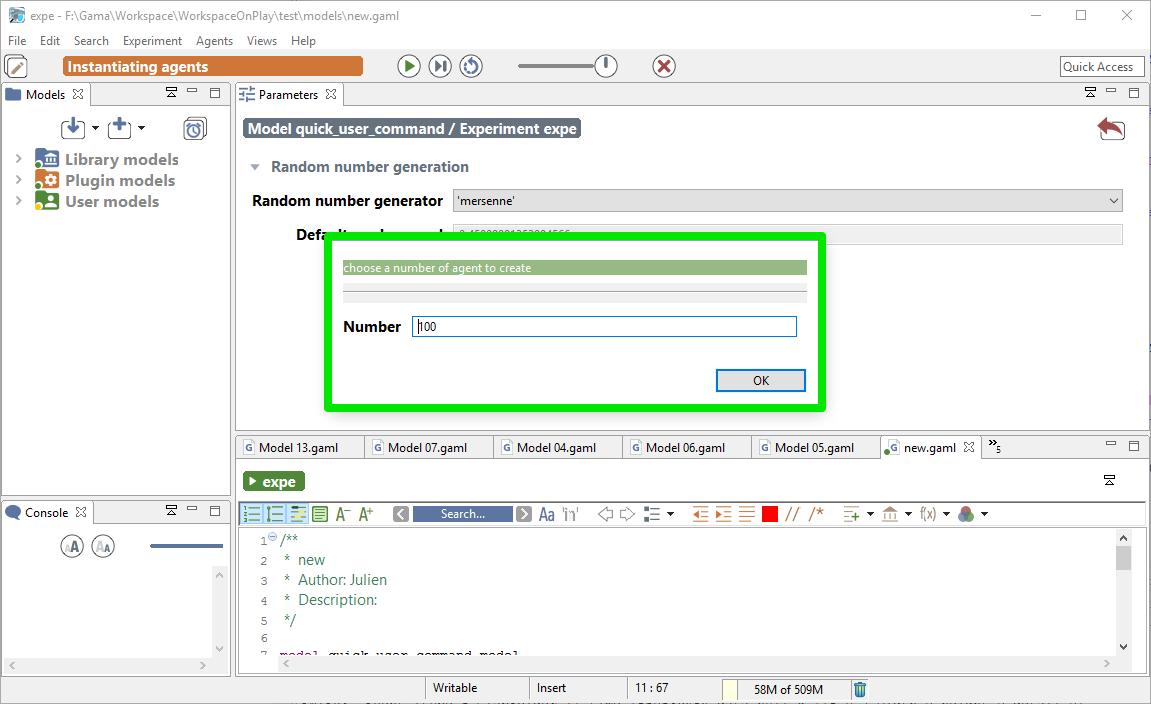 expe - F:\Gama\Workspace\WorkspaceOnPlay\test\models\new.gaml
File Edit Search Experiment Agents Views Help
Instantiating agents
Quick Access
Models
Parameters
Model quick_user_command / Experiment expe
Library models
Plugin models
User models
Random number generation
Random number generator
'mersenne'
choose a number of agent to create
Number
100
OK
Model 13.gaml
Model 07.gaml
Model 04.gaml
Model 06.gaml
Model 05.gaml
new.gaml
»5
expe
Console
A A
A- A+
Search...
Aa
'n'
// /*
f(x)
1 /**
2 * new
3 * Author: Julien
4 * Description:
5 */
6
7 model quick_user_command_model
Writable
Insert
11 : 67
58M of 509M